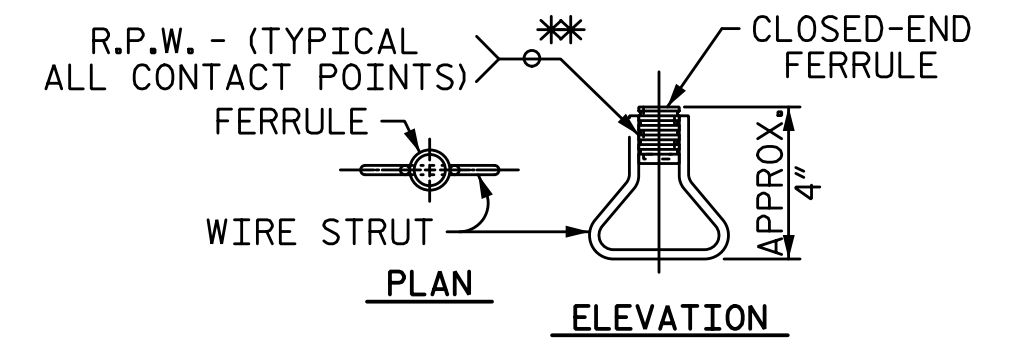 R.P.W. - (TYPICAL
ALL CONTACT POINTS)
**
CLOSED-END
FERRULE
FERRULE
APPROX.
4"
WIRE STRUT
PLAN
ELEVATION